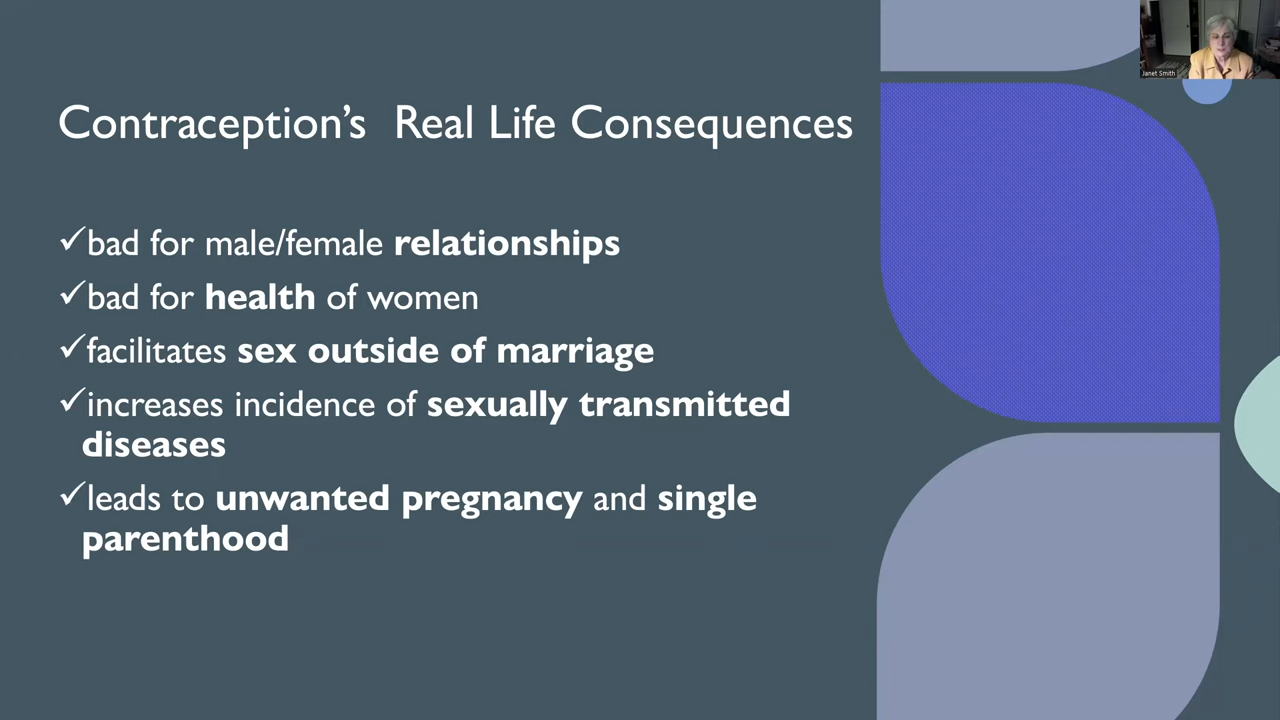 Janet Smith
Contraception’s Real Life Consequences
✓bad for male/female relationships
✓bad for health of women
✓facilitates sex outside of marriage
✓increases incidence of sexually transmitted
diseases
✓leads to unwanted pregnancy and single
parenthood